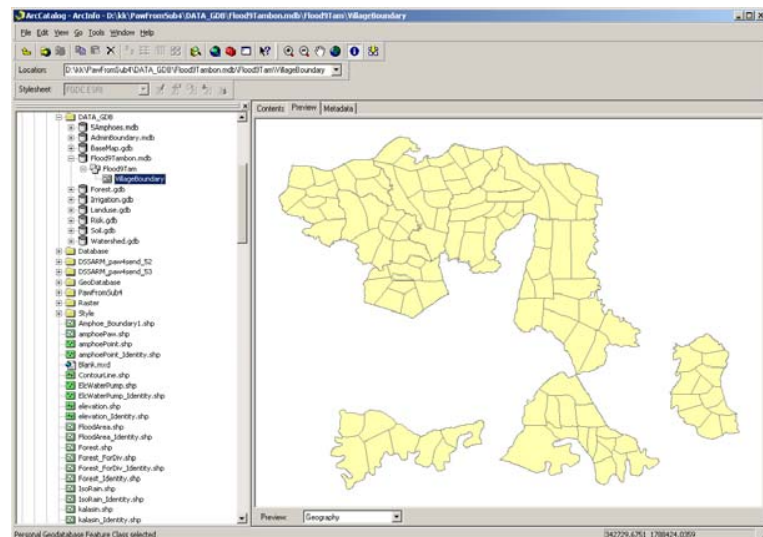 ArcCatalog - ArcInfo - D:\kk\PawFromSub4\DATA_GDB\Flood9Tambon.mdb\Flood9Tam\VillageBoundary
File Edit View Go Tools Window Help
Location: D:\kk\PawFromSub4\DATA_GDB\Flood9Tambon.mdb\Flood9Tam\VillageBoundary
Stylesheet: FGDC ESRI
Contents Preview Metadata
DATA_GDB
5Amphoes.mdb
AdminBoundary.mdb
BaseMap.gdb
Flood9Tambon.mdb
Flood9Tam
VillageBoundary
Forest.gdb
Irrigation.gdb
Landuse.gdb
Risk.gdb
Soil.gdb
Watershed.gdb
Database
DSSARM_paw4send_52
DSSARM_paw4send_53
GeoDatabase
PawFromSub4
Raster
Style
Amphoe_Boundary1.shp
amphoePaw.shp
amphoePoint.shp
amphoePoint_Identity.shp
Blank.mxd
ContourLine.shp
ElcWaterPump.shp
ElcWaterPump_Identity.shp
elevation.shp
elevation_Identity.shp
FloodArea.shp
FloodArea_Identity.shp
Forest.shp
Forest_ForDiv.shp
Forest_ForDiv_Identity.shp
Forest_Identity.shp
IsoRain.shp
IsoRain_Identity.shp
kalasin.shp
kalasin_Identity.shp
Preview: Geography
Personal Geodatabase Feature Class selected
342729.6751 1788424.0359